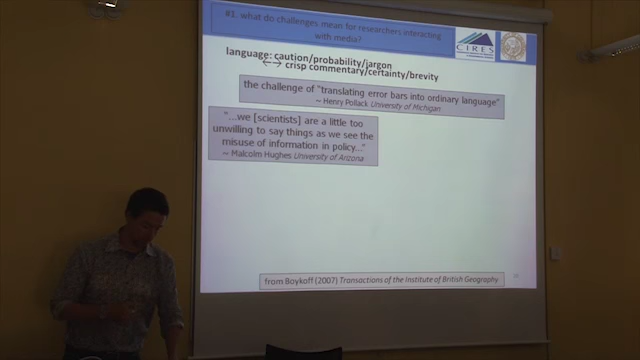 #1. what do challenges mean for researchers interacting
with media?
CIRES
language: caution/probability/jargon
←→ crisp commentary/certainty/brevity
the challenge of "translating error bars into ordinary language"
~ Henry Pollack University of Michigan
"...we [scientists] are a little too
unwilling to say things as we see the
misuse of information in policy..."
~ Malcolm Hughes University of Arizona
from Boykoff (2007) Transactions of the Institute of British Geography